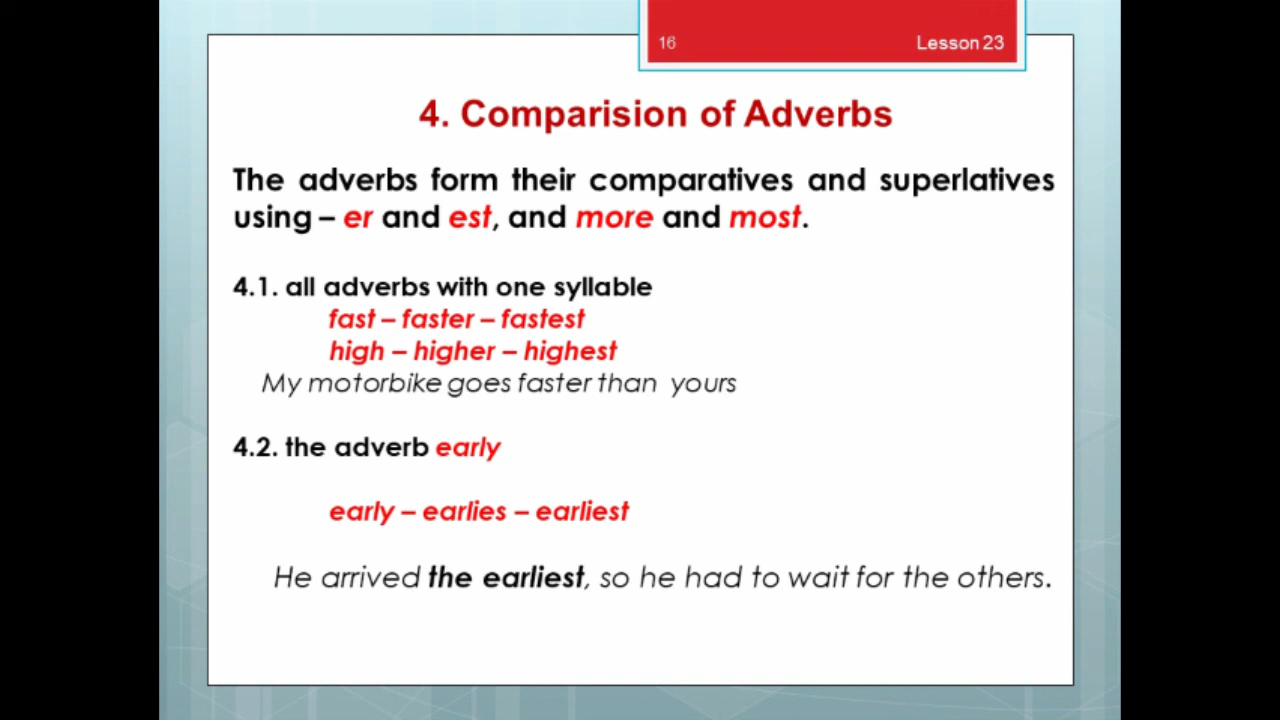 16 Lesson 23
4. Comparision of Adverbs
The adverbs form their comparatives and superlatives
using – er and est, and more and most.
4.1. all adverbs with one syllable
fast – faster – fastest
high – higher – highest
My motorbike goes faster than yours
4.2. the adverb early
early – earlies – earliest
He arrived the earliest, so he had to wait for the others.